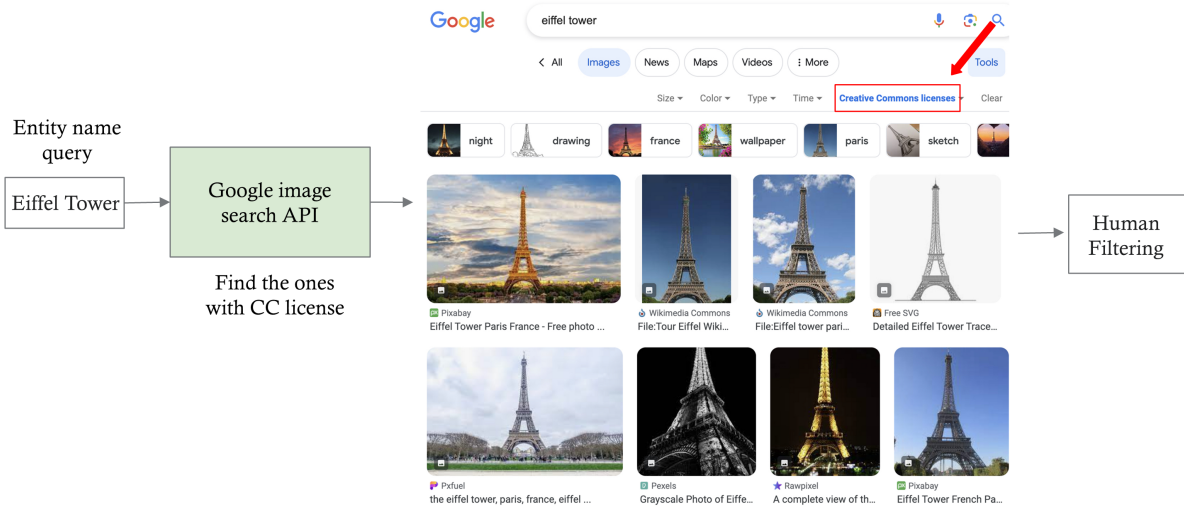 Entity name
query
Eiffel Tower
Google image
search API
Find the ones
with CC license
Google
eiffel tower
All Images News Maps Videos More Tools
Size Color Type Time Creative Commons licenses Clear
night drawing france wallpaper paris sketch
Pixabay
Eiffel Tower Paris France - Free photo ...
Wikimedia Commons
File:Tour Eiffel Wiki...
Wikimedia Commons
File:Eiffel tower pari...
Free SVG
Detailed Eiffel Tower Trace...
Pxfuel
the eiffel tower, paris, france, eiffel ...
Pexels
Grayscale Photo of Eiffe...
Rawpixel
A complete view of th...
Pixabay
Eiffel Tower French Pa...
Human
Filtering